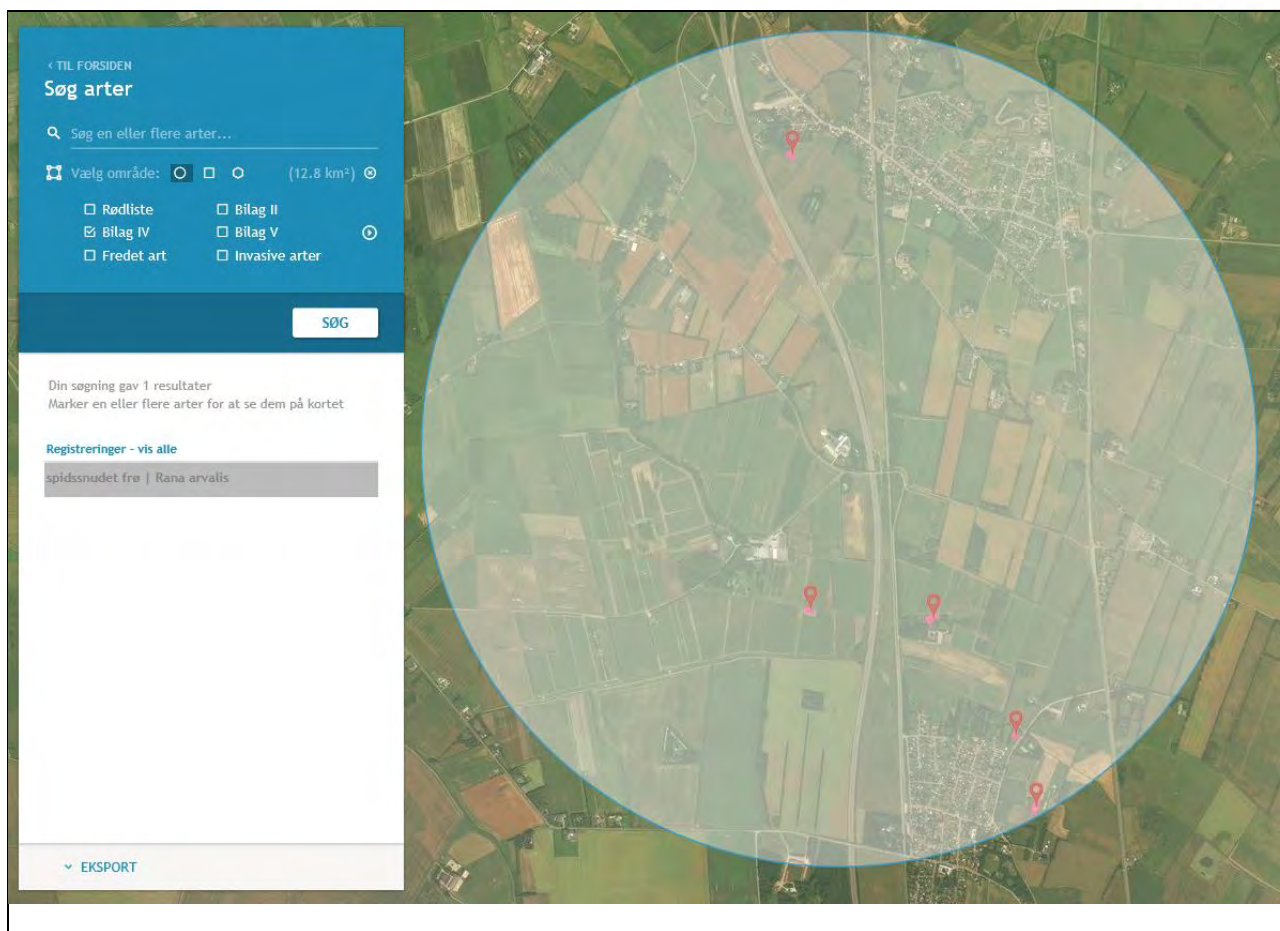 ‹ TIL FORSIDEN
Søg arter
Søg en eller flere arter...
Vælg område: (12.8 km²)
Rødliste Bilag II
Bilag IV Bilag V
Fredet art Invasive arter
SØG
Din søgning gav 1 resultater
Marker en eller flere arter for at se dem på kortet
Registreringer - vis alle
spidssnudet frø | Rana arvalis
EKSPORT